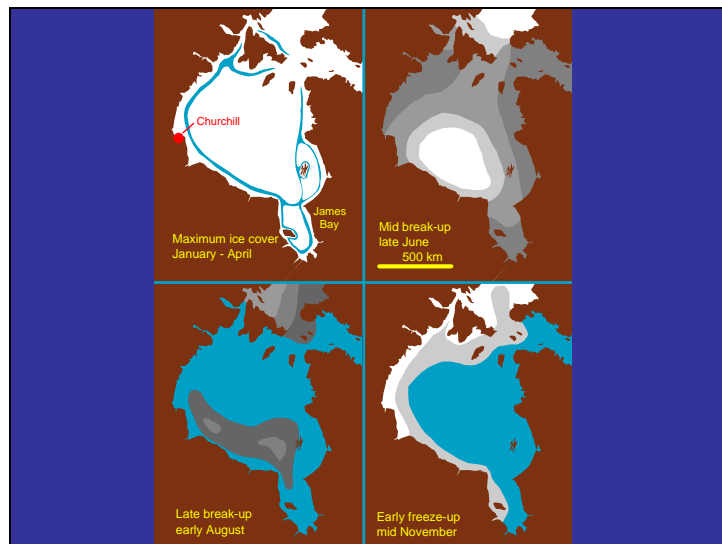 Churchill
James
Bay
Maximum ice cover
January - April
Mid break-up
late June
500 km
Late break-up
early August
Early freeze-up
mid November